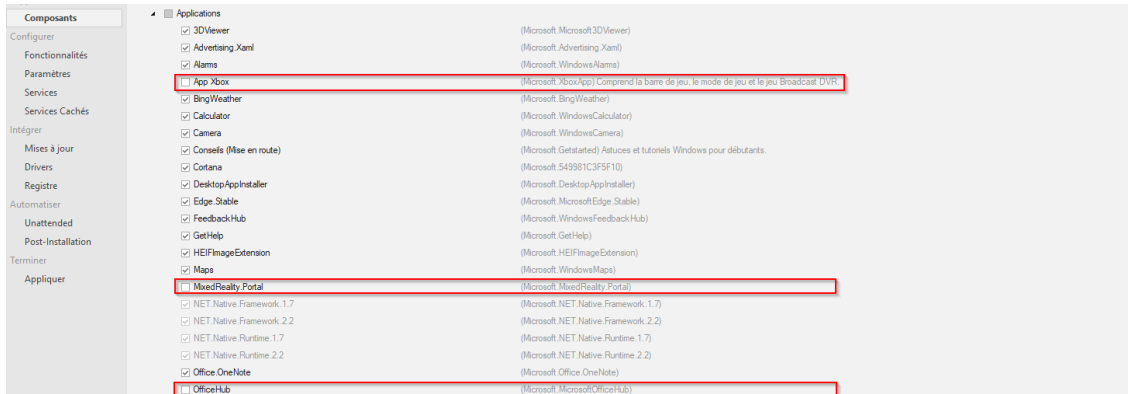 Composants
Configurer
Fonctionnalités
Paramètres
Services
Services Cachés
Intégrer
Mises à jour
Drivers
Registre
Automatiser
Unattended
Post-Installation
Terminer
Appliquer
Applications
3DViewer (Microsoft.Microsoft3DViewer)
Advertising.Xaml (Microsoft.Advertising.Xaml)
Alarms (Microsoft.WindowsAlarms)
App Xbox (Microsoft.XboxApp) Comprend la barre de jeu, le mode de jeu et le jeu Broadcast DVR.
BingWeather (Microsoft.BingWeather)
Calculator (Microsoft.WindowsCalculator)
Camera (Microsoft.WindowsCamera)
Conseils (Mise en route) (Microsoft.Getstarted) Astuces et tutoriels Windows pour débutants.
Cortana (Microsoft.549981C3F5F10)
DesktopAppInstaller (Microsoft.DesktopAppInstaller)
Edge.Stable (Microsoft.MicrosoftEdge.Stable)
FeedbackHub (Microsoft.WindowsFeedbackHub)
GetHelp (Microsoft.GetHelp)
HEIFImageExtension (Microsoft.HEIFImageExtension)
Maps (Microsoft.WindowsMaps)
MixedReality.Portal (Microsoft.MixedReality.Portal)
NET.Native.Framework.1.7 (Microsoft.NET.Native.Framework.1.7)
NET.Native.Framework.2.2 (Microsoft.NET.Native.Framework.2.2)
NET.Native.Runtime.1.7 (Microsoft.NET.Native.Runtime.1.7)
NET.Native.Runtime.2.2 (Microsoft.NET.Native.Runtime.2.2)
Office.OneNote (Microsoft.Office.OneNote)
OfficeHub (Microsoft.MicrosoftOfficeHub)